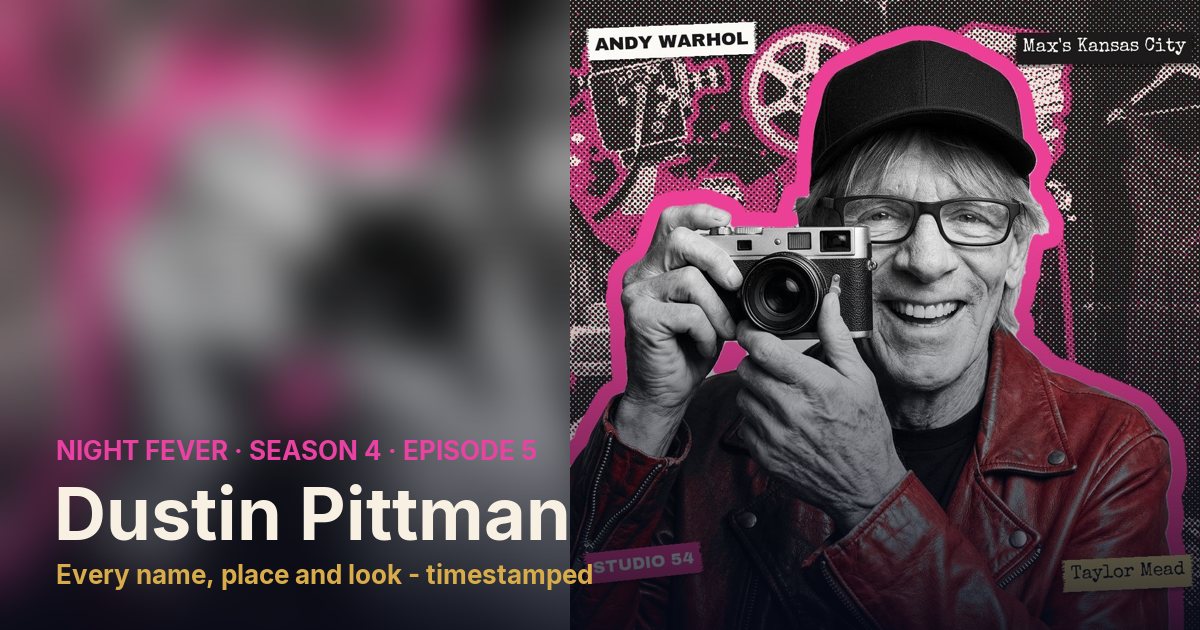 ANDY WARHOL
Max's Kansas City
NIGHT FEVER · SEASON 4 · EPISODE 5
Dustin Pittman
Every name, place and look - timestamped
STUDIO 54
Taylor Mead